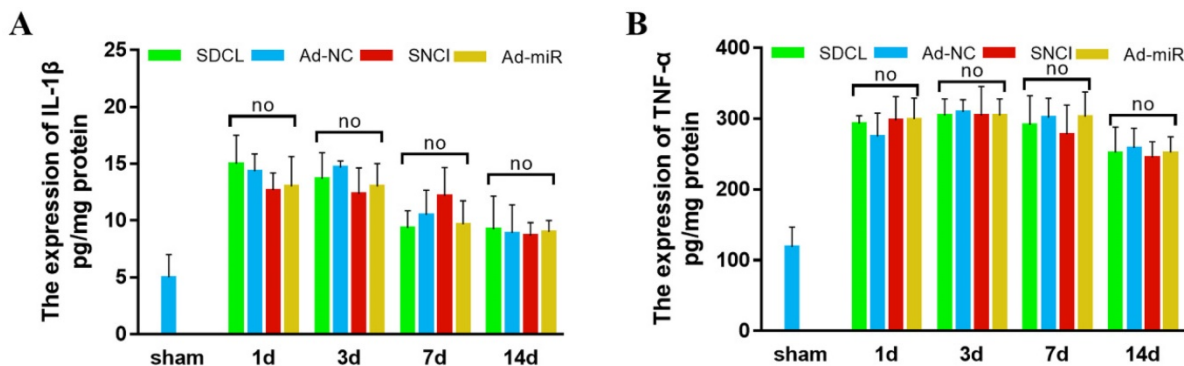 A
The expression of IL-1β
pg/mg protein
25
20
15
10
5
0
SDCL Ad-NC SNCI Ad-miR
no
no
no
no
sham 1d 3d 7d 14d
B
The expression of TNF-α
pg/mg protein
400
300
200
100
0
SDCL Ad-NC SNCI Ad-miR
no
no
no
no
sham 1d 3d 7d 14d